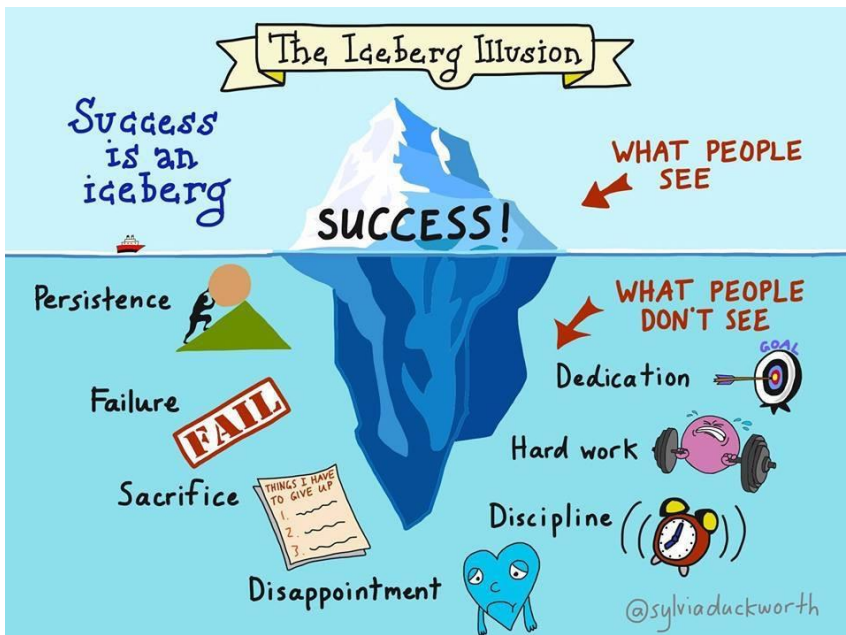 The Iceberg Illusion
Success
is an
iceberg
WHAT PEOPLE
SEE
SUCCESS!
Persistence
WHAT PEOPLE
DON'T SEE
GOAL
Dedication
Failure
FAIL
Hard work
Sacrifice
THINGS I HAVE
TO GIVE UP
1.
2.
3.
Discipline
Disappointment
@sylviaduckworth